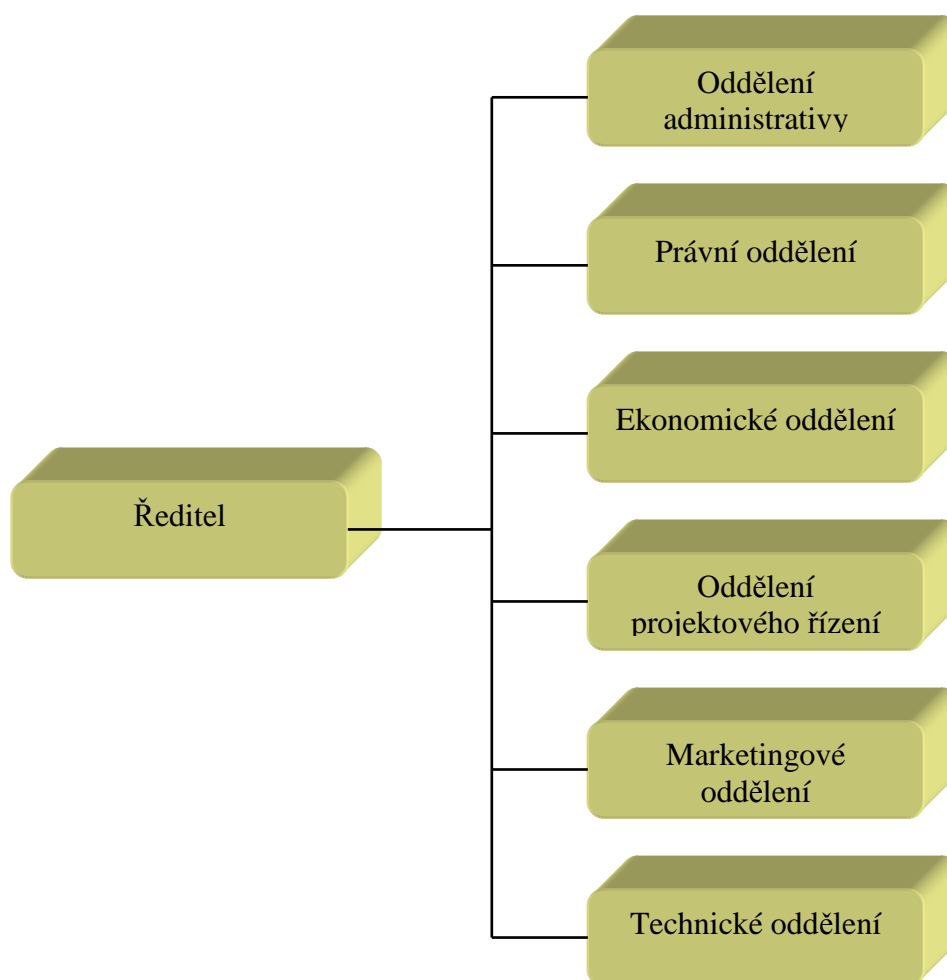 Oddělení
administrativy
Právní oddělení
Ekonomické oddělení
Ředitel
Oddělení
projektového řízení
Marketingové
oddělení
Technické oddělení